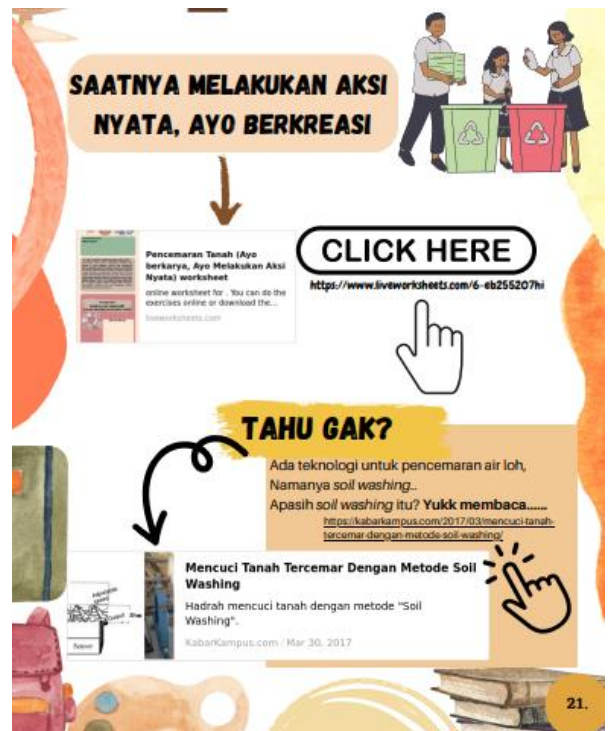 SAATNYA MELAKUKAN AKSI
NYATA, AYO BERKREASI
Pencemaran Tanah (Ayo
berkarya, Ayo Melakukan Aksi
Nyata) worksheet
online worksheet for . You can do the
exercises online or download the...
liveworksheets.com
CLICK HERE
https://www.liveworksheets.com/6-eb255207hi
TAHU GAK?
Ada teknologi untuk pencemaran air loh,
Namanya soil washing..
Apasih soil washing itu? Yukk membaca......
https://kabarkampus.com/2017/03/mencuci-tanah-
tercemar-dengan-metode-soil-washing/
Mencuci Tanah Tercemar Dengan Metode Soil
Washing
Hadrah mencuci tanah dengan metode "Soil
Washing".
KabarKampus.com / Mar 30, 2017
21.